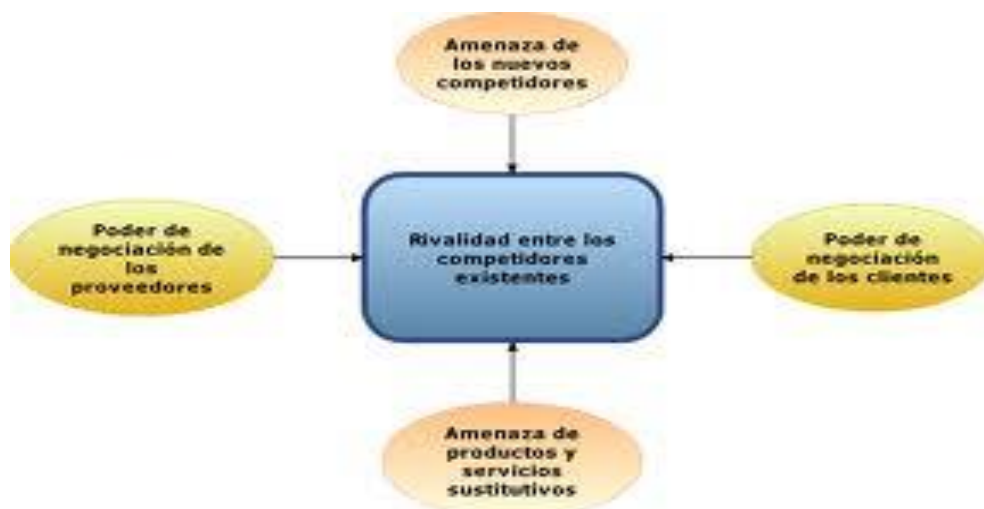 Amenaza de
los nuevos
competidores
Poder de
negociación de
los
proveedores
Rivalidad entre los
competidores
existentes
Poder de
negociación
de los clientes
Amenaza de
productos y
servicios
sustitutivos